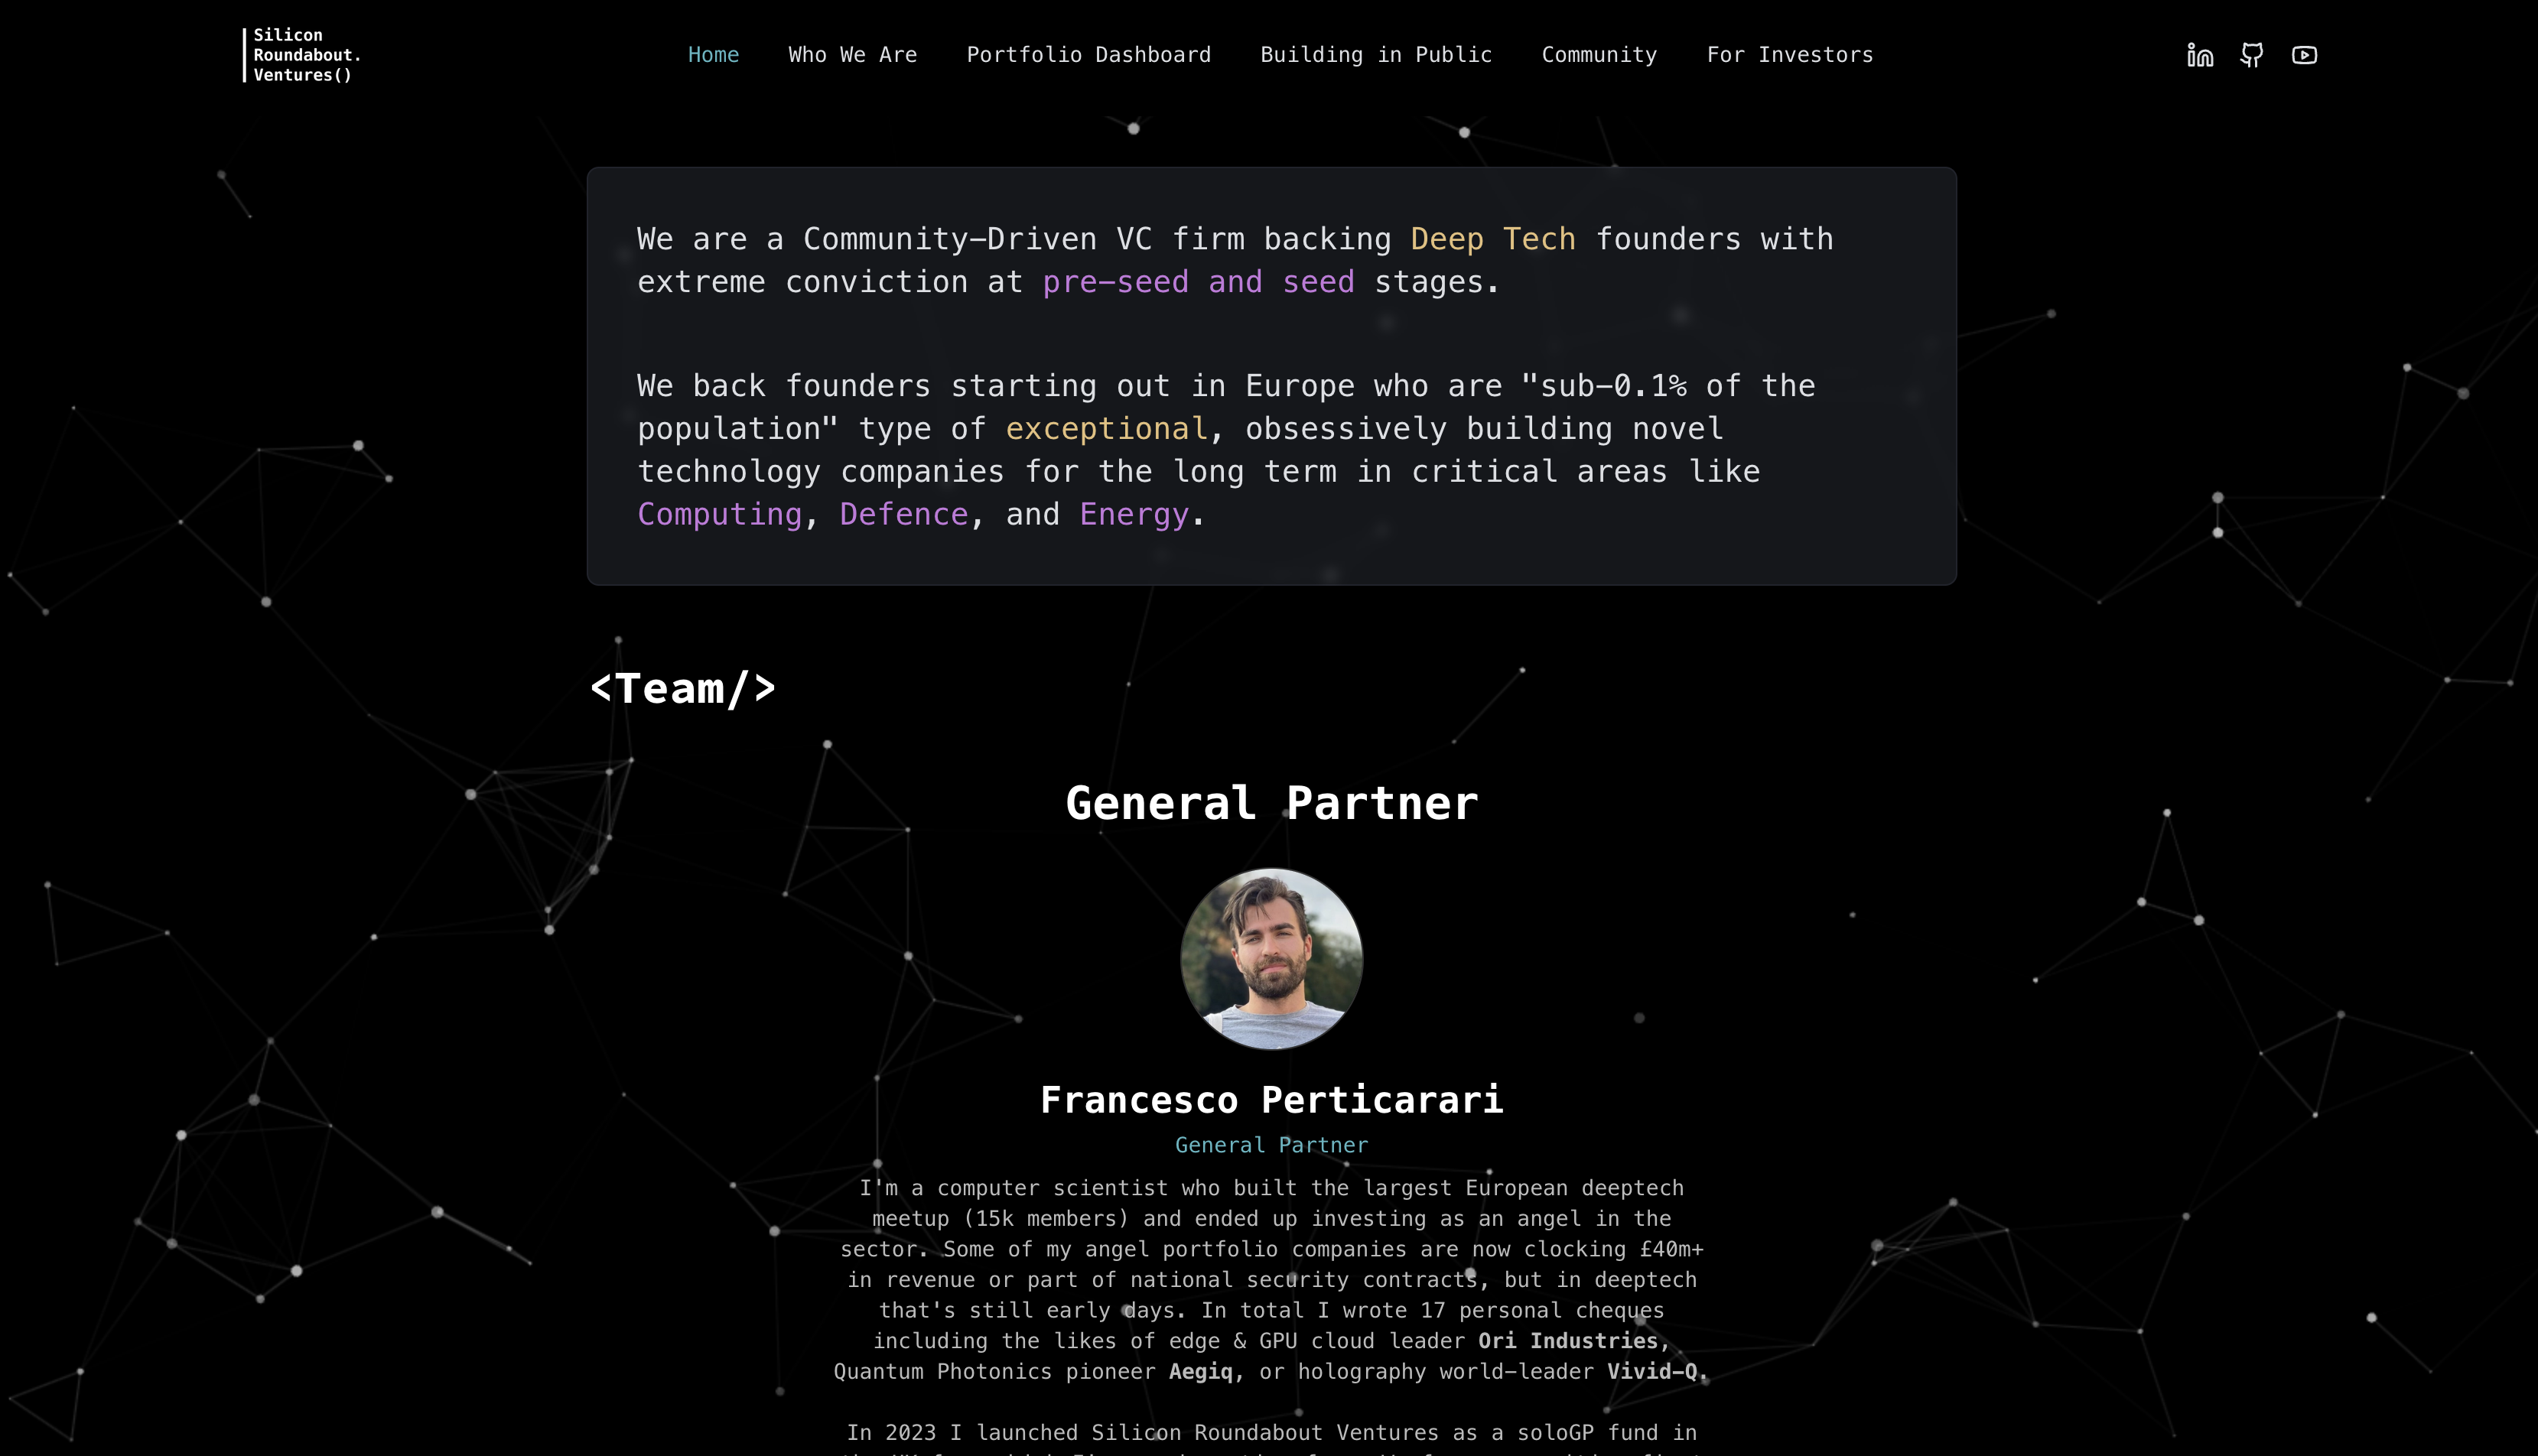 Silicon
Roundabout.
Ventures()
Home Who We Are Portfolio Dashboard Building in Public Community For Investors
We are a Community-Driven VC firm backing Deep Tech founders with
extreme conviction at pre-seed and seed stages.
We back founders starting out in Europe who are "sub-0.1% of the
population" type of exceptional, obsessively building novel
technology companies for the long term in critical areas like
Computing, Defence, and Energy.
<Team/>
General Partner
Francesco Perticarari
General Partner
I'm a computer scientist who built the largest European deeptech
meetup (15k members) and ended up investing as an angel in the
sector. Some of my angel portfolio companies are now clocking £40m+
in revenue or part of national security contracts, but in deeptech
that's still early days. In total I wrote 17 personal cheques
including the likes of edge & GPU cloud leader Ori Industries,
Quantum Photonics pioneer Aegiq, or holography world-leader Vivid-Q.
In 2023 I launched Silicon Roundabout Ventures as a soloGP fund in